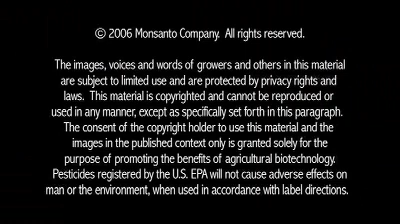 © 2006 Monsanto Company. All rights reserved.
The images, voices and words of growers and others in this material
are subject to limited use and are protected by privacy rights and
laws. This material is copyrighted and cannot be reproduced or
used in any manner, except as specifically set forth in this paragraph.
The consent of the copyright holder to use this material and the
images in the published context only is granted solely for the
purpose of promoting the benefits of agricultural biotechnology.
Pesticides registered by the U.S. EPA will not cause adverse effects on
man or the environment, when used in accordance with label directions.